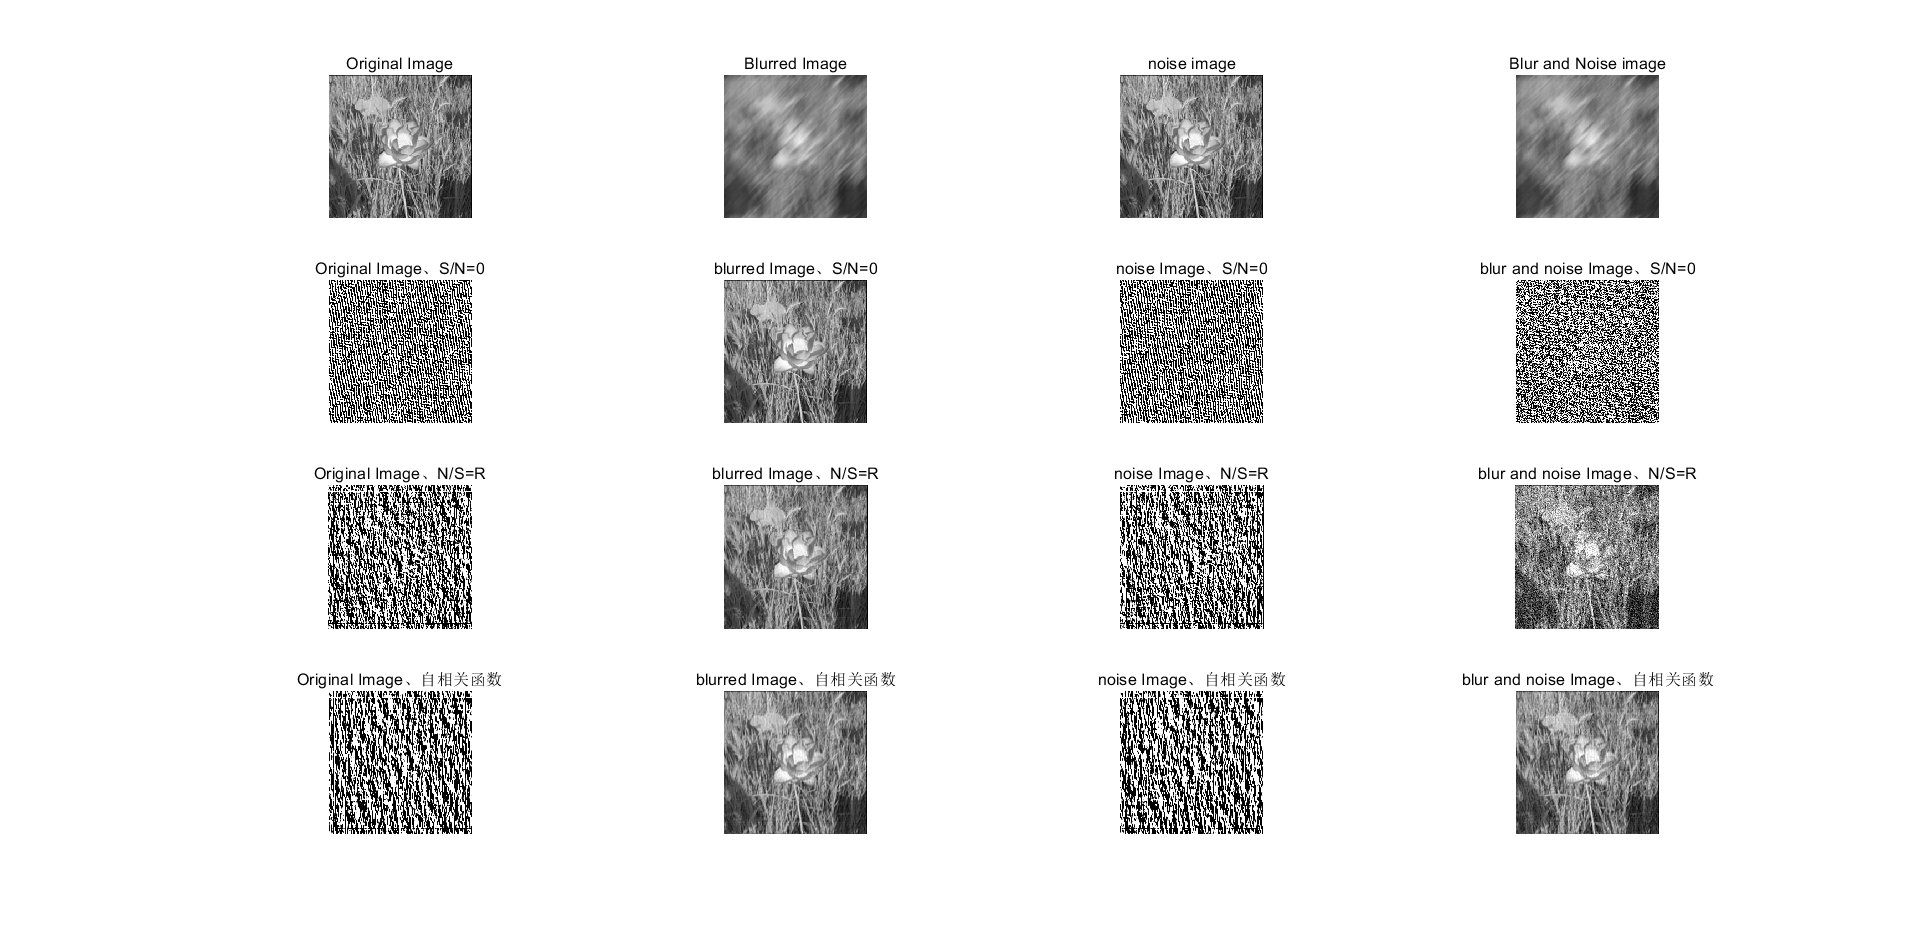 Original Image
Blurred Image
noise image
Blur and Noise image
Original Image、S/N=0
blurred Image、S/N=0
noise Image、S/N=0
blur and noise Image、S/N=0
Original Image、N/S=R
blurred Image、N/S=R
noise Image、N/S=R
blur and noise Image、N/S=R
Original Image、自相关函数
blurred Image、自相关函数
noise Image、自相关函数
blur and noise Image、自相关函数